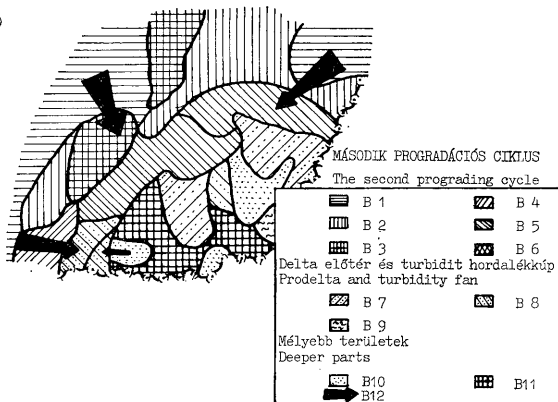 MÁSODIK PROGRADÁCIÓS CIKLUS
The second prograding cycle
B 1 B 4
B 2 B 5
B 3 B 6
Delta előtér és turbidit hordalékkúp
Prodelta and turbidity fan
B 7 B 8
B 9
Mélyebb területek
Deeper parts
B10 B11
B12